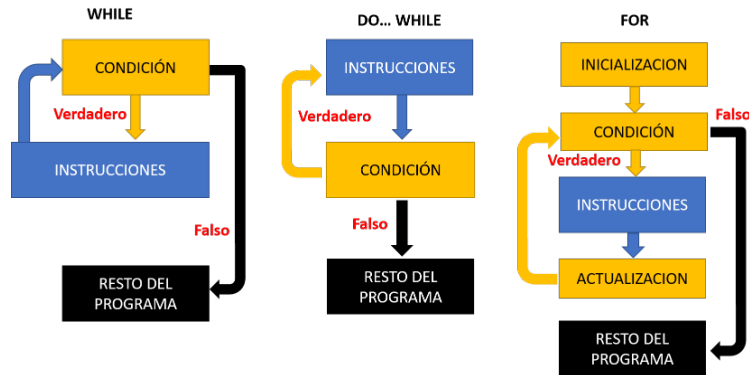 WHILE
CONDICIÓN
Verdadero
INSTRUCCIONES
Falso
RESTO DEL
PROGRAMA
DO... WHILE
INSTRUCCIONES
Verdadero
CONDICIÓN
Falso
RESTO DEL
PROGRAMA
FOR
INICIALIZACION
CONDICIÓN
Falso
Verdadero
INSTRUCCIONES
ACTUALIZACION
RESTO DEL
PROGRAMA